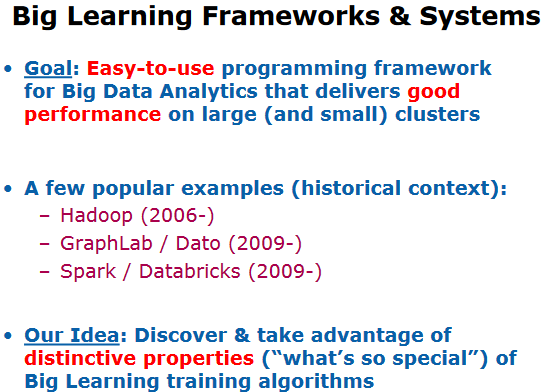 Big Learning Frameworks & Systems
• Goal: Easy-to-use programming framework
for Big Data Analytics that delivers good
performance on large (and small) clusters
• A few popular examples (historical context):
– Hadoop (2006-)
– GraphLab / Dato (2009-)
– Spark / Databricks (2009-)
• Our Idea: Discover & take advantage of
distinctive properties (“what’s so special”) of
Big Learning training algorithms